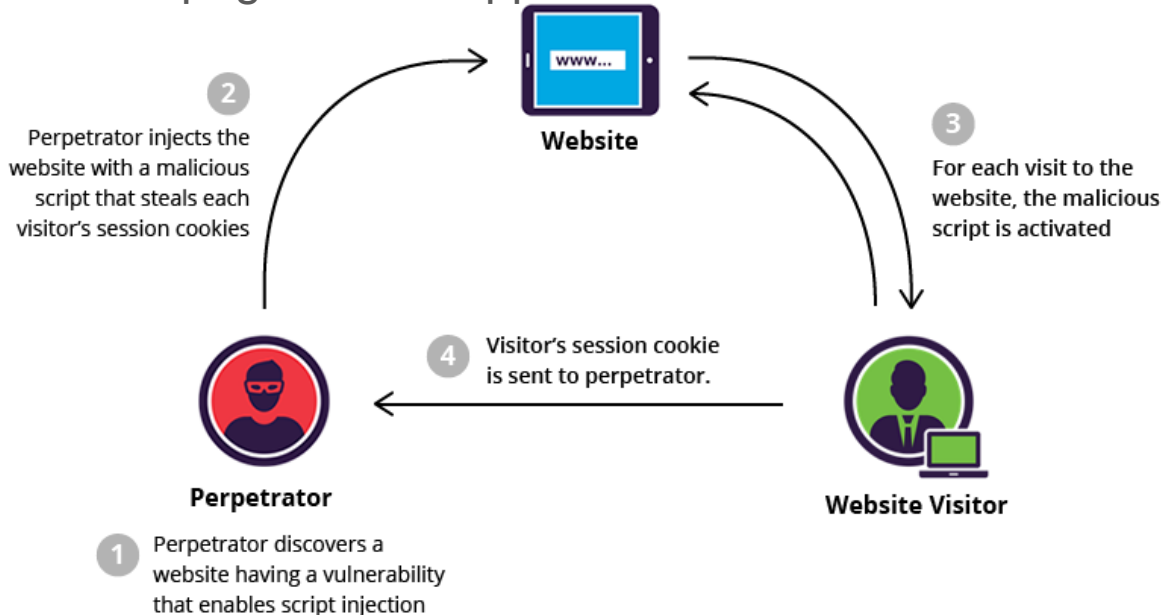 www...
Website
2
Perpetrator injects the
website with a malicious
script that steals each
visitor's session cookies
3
For each visit to the
website, the malicious
script is activated
4
Visitor's session cookie
is sent to perpetrator.
Perpetrator
Website Visitor
1
Perpetrator discovers a
website having a vulnerability
that enables script injection